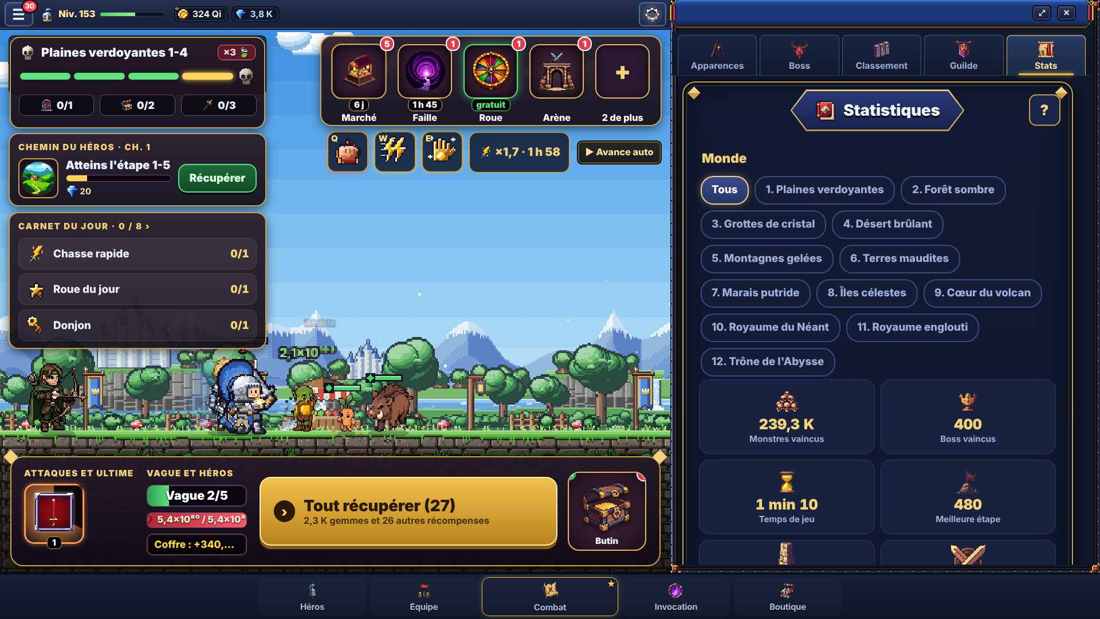 30
Niv. 153
324 Qi
3,8 K
Plaines verdoyantes 1-4
×3
0/1
0/2
0/3
CHEMIN DU HÉROS · CH. 1
Atteins l'étape 1-5
20
Récupérer
CARNET DU JOUR · 0 / 8 ›
Chasse rapide
0/1
Roue du jour
0/1
Donjon
0/1
5
6 j
Marché
1
1 h 45
Faille
1
gratuit
Roue
1
Arène
+
2 de plus
Q
W
E
×1,7 · 1 h 58
Avance auto
ATTAQUES ET ULTIME
1
VAGUE ET HÉROS
Vague 2/5
Coffre : +340,...
Tout récupérer (27)
2,3 K gemmes et 26 autres récompenses
Butin
Héros
Équipe
Combat
Invocation
Boutique
Apparences
Boss
Classement
Guilde
Stats
Statistiques
?
Monde
Tous
1. Plaines verdoyantes
2. Forêt sombre
3. Grottes de cristal
4. Désert brûlant
5. Montagnes gelées
6. Terres maudites
7. Marais putride
8. Îles célestes
9. Cœur du volcan
10. Royaume du Néant
11. Royaume englouti
12. Trône de l'Abysse
239,3 K
Monstres vaincus
400
Boss vaincus
1 min 10
Temps de jeu
480
Meilleure étape